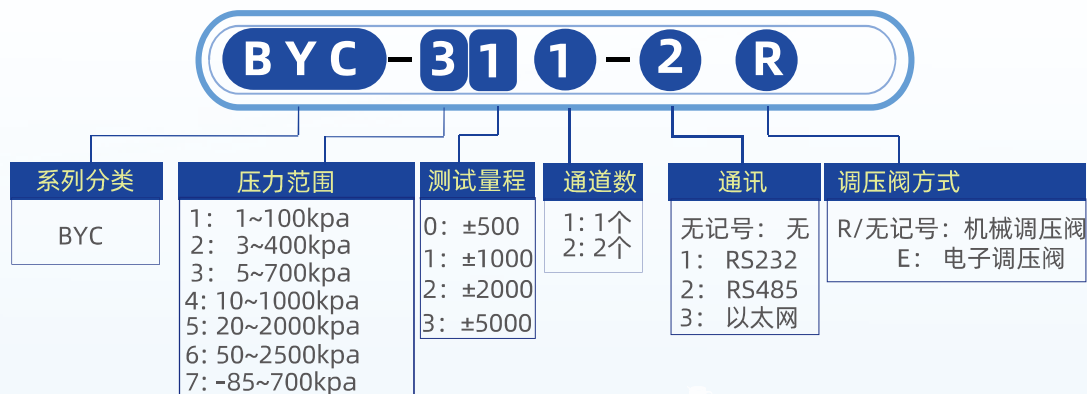 BYC-311-2 R
系列分类
BYC
压力范围
1: 1~100kpa
2: 3~400kpa
3: 5~700kpa
4: 10~1000kpa
5: 20~2000kpa
6: 50~2500kpa
7: -85~700kpa
测试量程
0: ±500
1: ±1000
2: ±2000
3: ±5000
通道数
1: 1个
2: 2个
通讯
无记号: 无
1: RS232
2: RS485
3: 以太网
调压阀方式
R/无记号: 机械调压阀
E: 电子调压阀